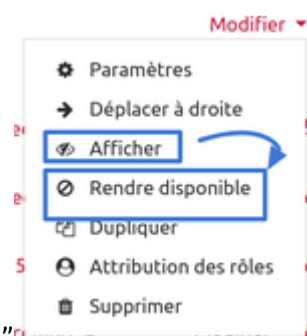 Modifier
Paramètres
Déplacer à droite
Afficher
Rendre disponible
Dupliquer
Attribution des rôles
Supprimer